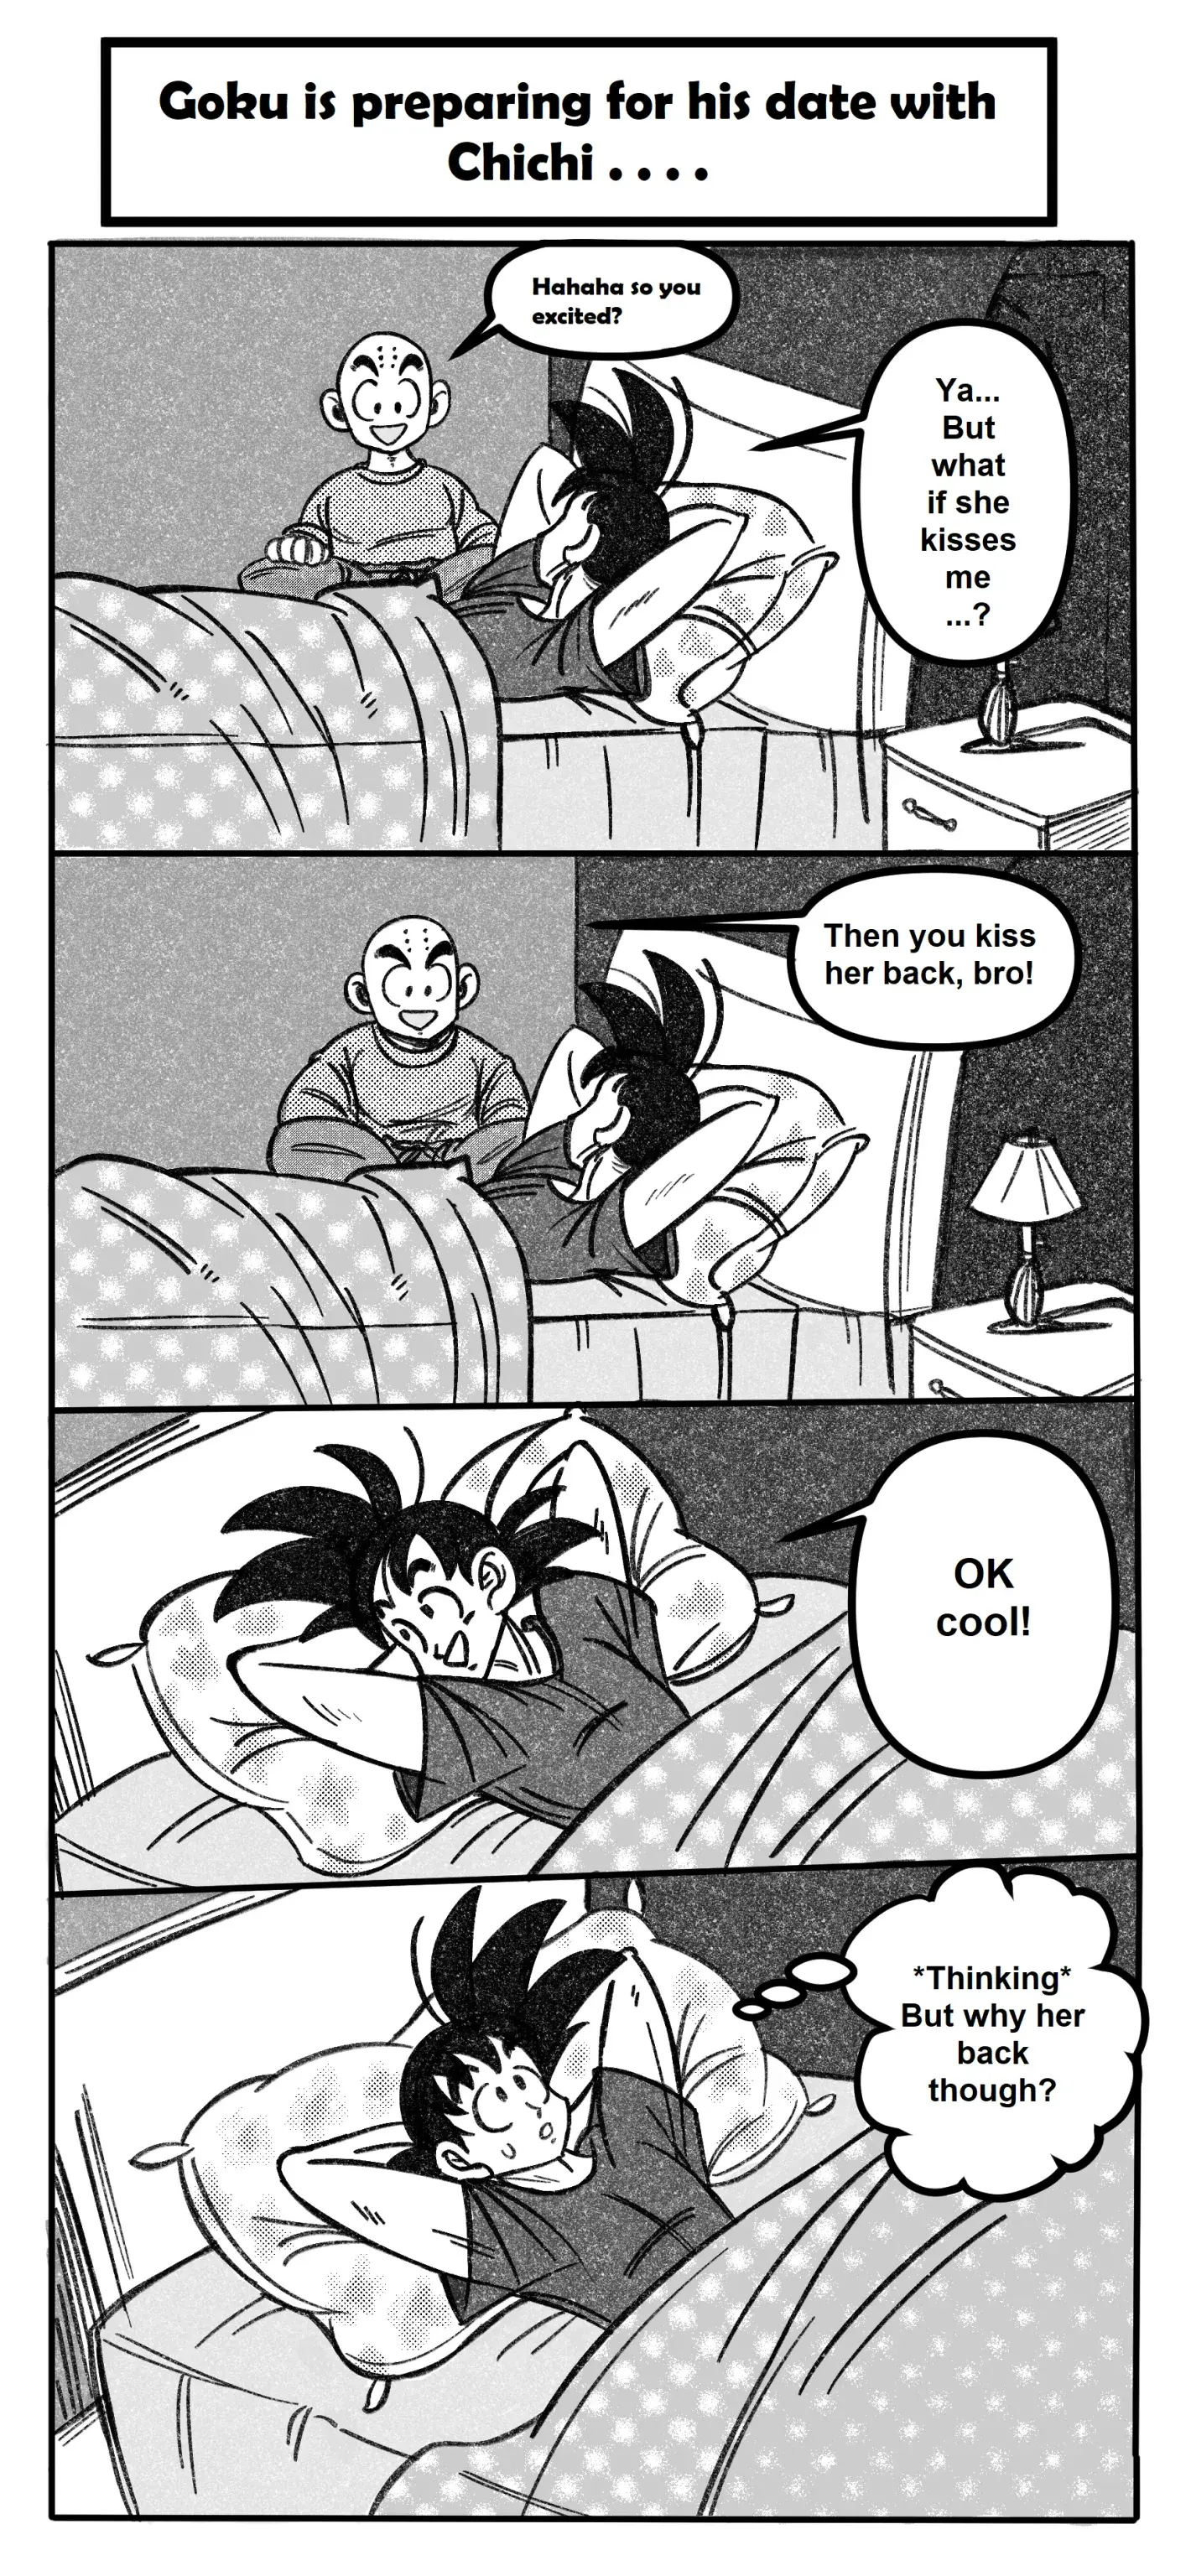 Goku is preparing for his date with
Chichi . . . .
Hahaha so you
excited?
Ya...
But
what
if she
kisses
me
...?
Then you kiss
her back, bro!
OK
cool!
*Thinking*
But why her
back
though?